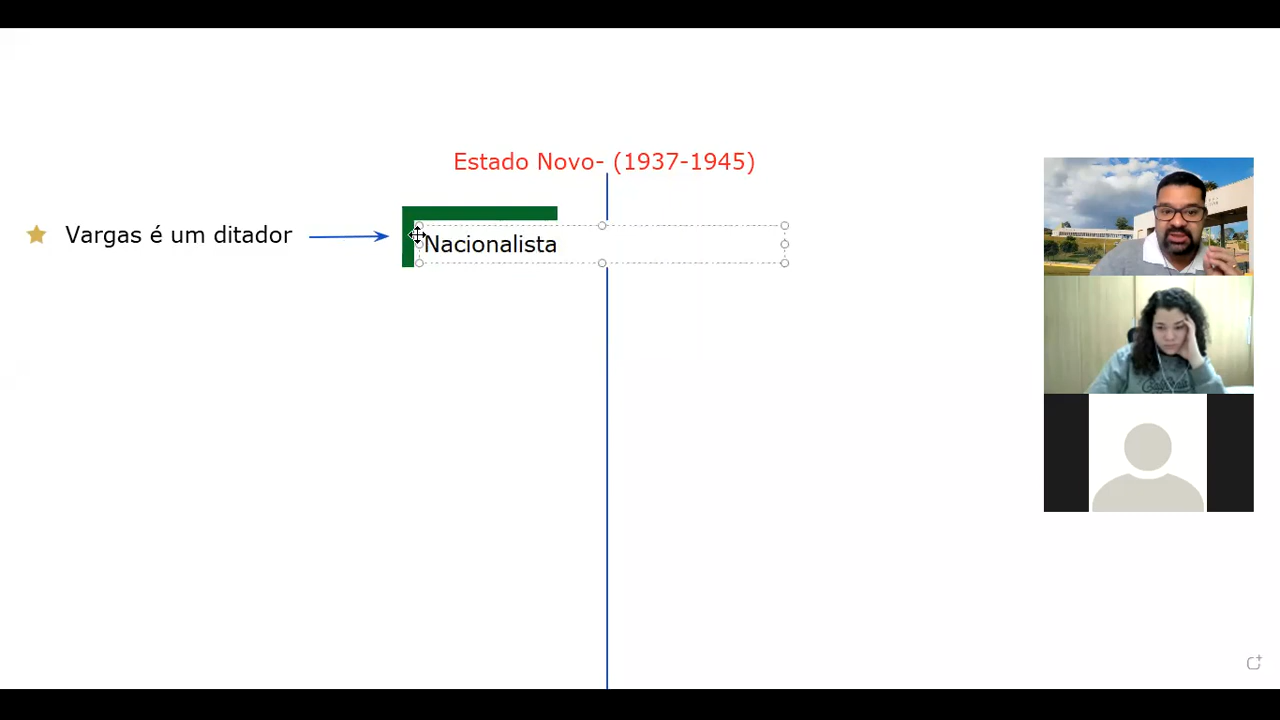 Estado Novo- (1937-1945)
Vargas é um ditador
Nacionalista